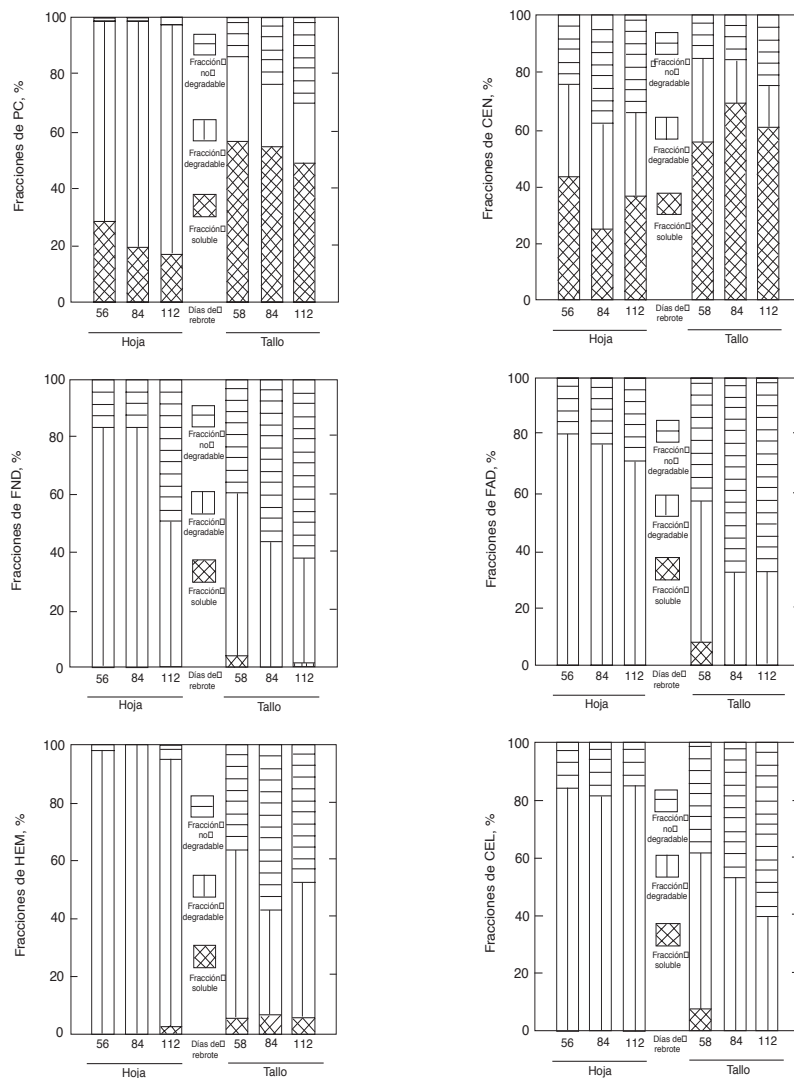 Fracciones de PC, %
100
80
60
40
20
0
Fracción□
no□
degradable
Fracción□
degradable
Fracción□
soluble
56
84
112
Días de□
rebrote
58
84
112
Hoja
Tallo
Fracciones de CEN, %
100
80
60
40
20
0
□Fracción□
no□
degradable
Fracción□
degradable
Fracción□
soluble
56
84
112
Días de□
rebrote
58
84
112
Hoja
Tallo
Fracciones de FND, %
100
80
60
40
20
0
Fracción□
no□
degradable
Fracción□
degradable
Fracción□
soluble
56
84
112
Días de□
rebrote
58
84
112
Hoja
Tallo
Fracciones de FAD, %
100
80
60
40
20
0
Fracción□
no□
degradable
Fracción□
degradable
Fracción□
soluble
56
84
112
Días de□
rebrote
58
84
112
Hoja
Tallo
Fracciones de HEM, %
100
80
60
40
20
0
Fracción□
no□
degradable
Fracción□
degradable
Fracción□
soluble
56
84
112
Días de□
rebrote
58
84
112
Hoja
Tallo
Fracciones de CEL, %
100
80
60
40
20
0
Fracción□
no□
degradable
Fracción□
degradable
Fracción□
soluble
56
84
112
Días de□
rebrote
58
84
112
Hoja
Tallo